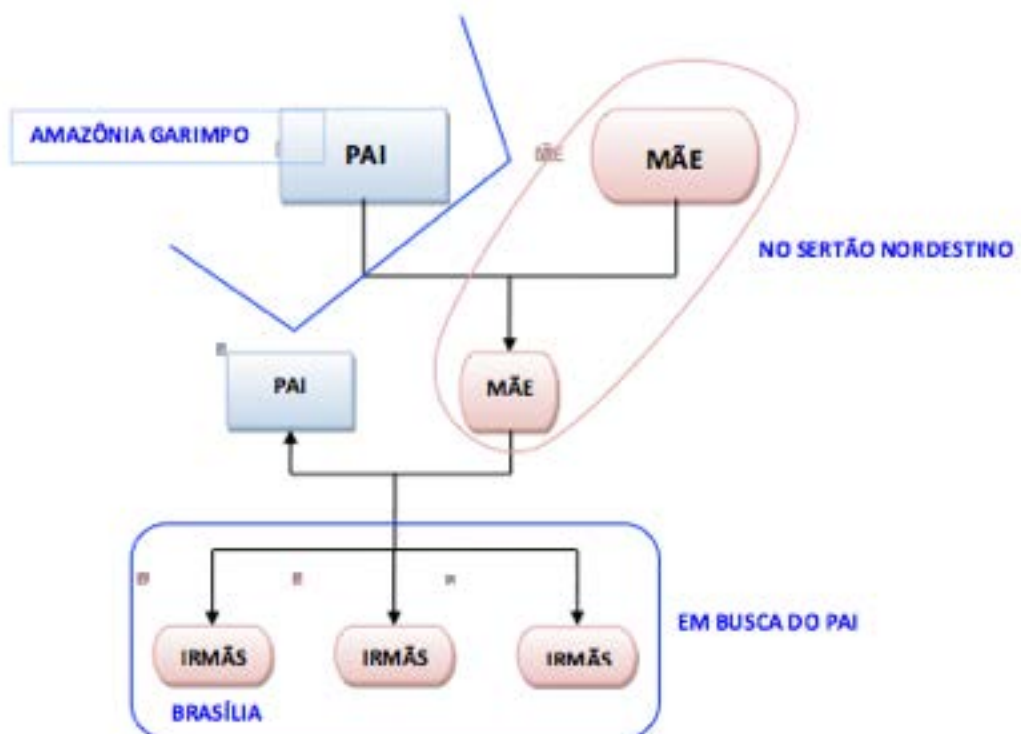 AMAZÔNIA GARIMPO
PAI
MÃE
NO SERTÃO NORDESTINO
PAI
MÃE
IRMÃS
IRMÃS
IRMÃS
EM BUSCA DO PAI
BRASÍLIA